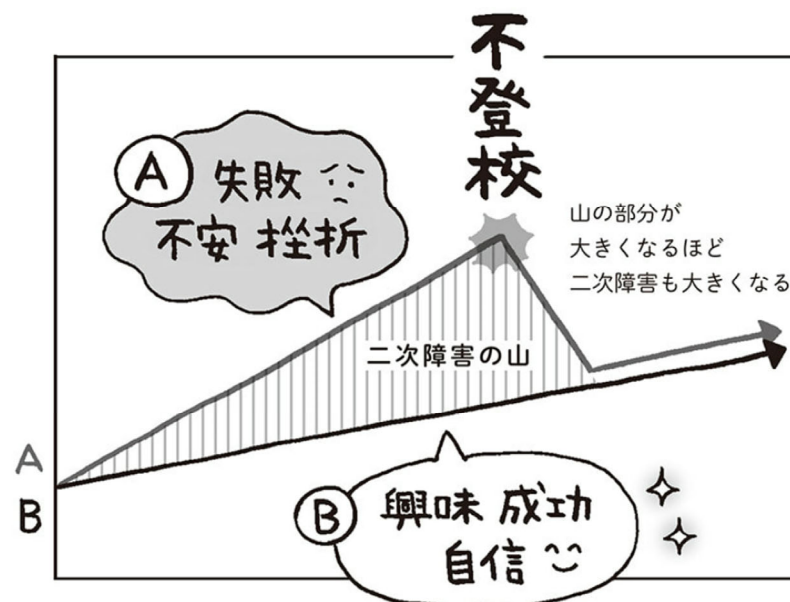 不登校
A 失敗
不安 挫折
山の部分が
大きくなるほど
二次障害も大きくなる
二次障害の山
A
B
B 興味 成功
自信